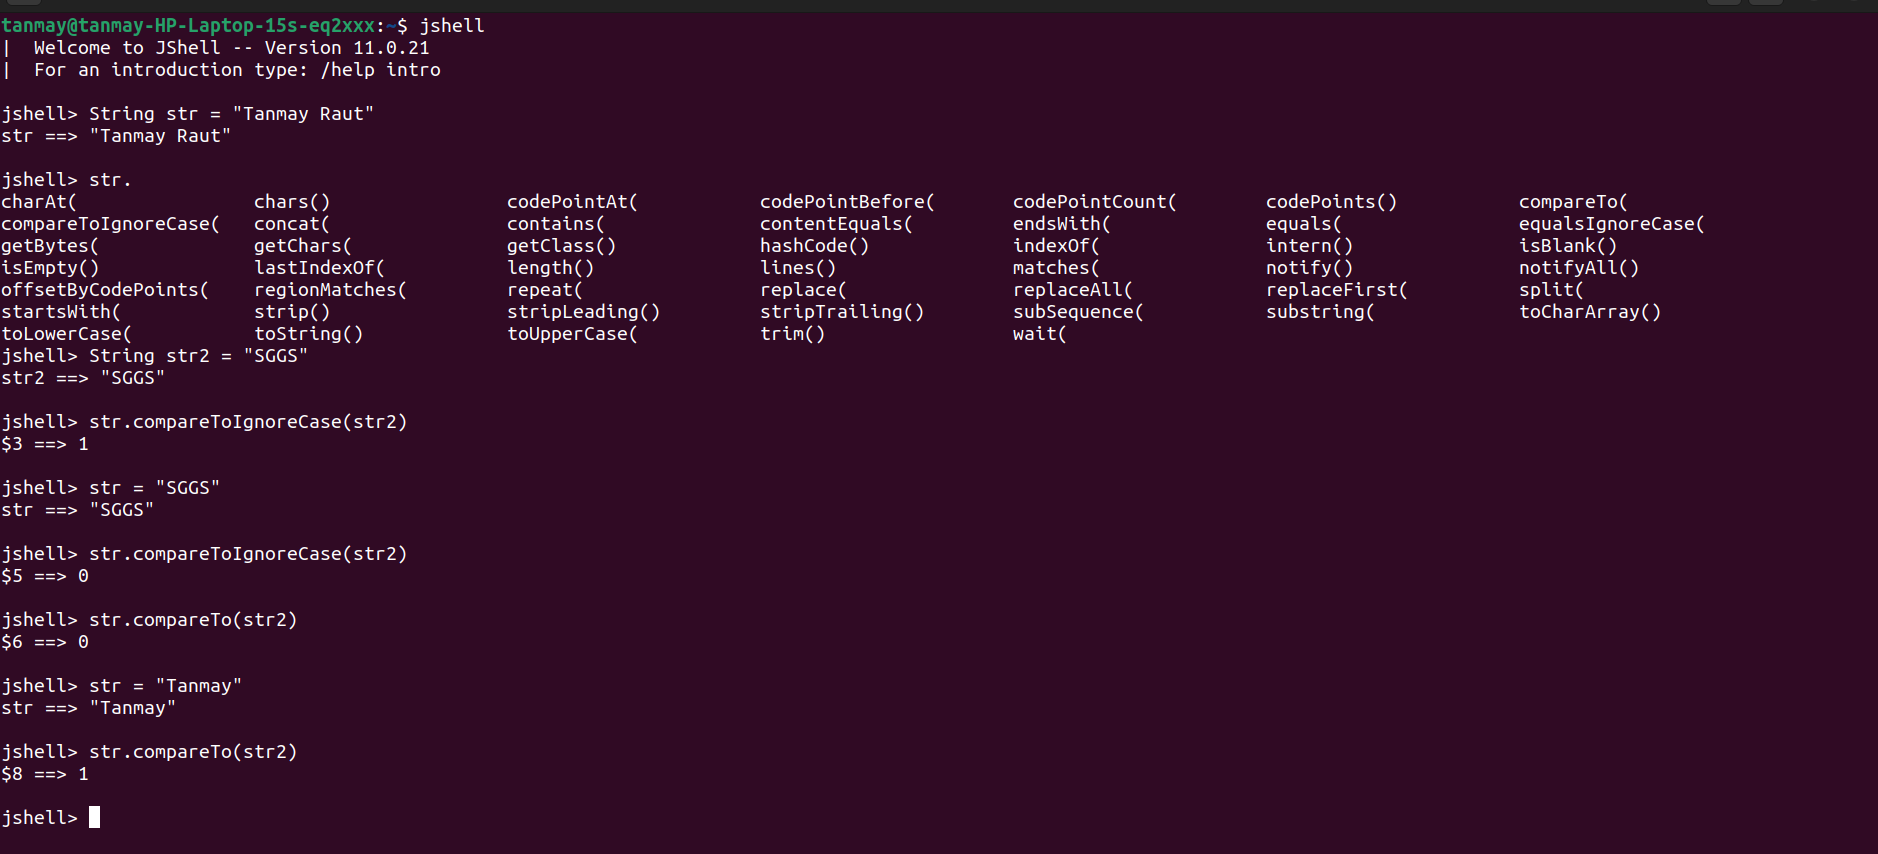 tanmay@tanmay-HP-Laptop-15s-eq2xxx:~$ jshell
|  Welcome to JShell -- Version 11.0.21
|  For an introduction type: /help intro

jshell> String str = "Tanmay Raut"
str ==> "Tanmay Raut"

jshell> str.
charAt(                chars()                codePointAt(           codePointBefore(       codePointCount(        codePoints()           compareTo(
compareToIgnoreCase(   concat(                contains(              contentEquals(         endsWith(              equals(                equalsIgnoreCase(
getBytes(              getChars(              getClass()             hashCode()             indexOf(               intern()               isBlank()
isEmpty()              lastIndexOf(           length()               lines()                matches(               notify()               notifyAll()
offsetByCodePoints(    regionMatches(         repeat(                replace(               replaceAll(            replaceFirst(          split(
startsWith(            strip()                stripLeading()         stripTrailing()        subSequence(           substring(             toCharArray()
toLowerCase(           toString()             toUpperCase(           trim()                 wait(
jshell> String str2 = "SGGS"
str2 ==> "SGGS"

jshell> str.compareToIgnoreCase(str2)
$3 ==> 1

jshell> str = "SGGS"
str ==> "SGGS"

jshell> str.compareToIgnoreCase(str2)
$5 ==> 0

jshell> str.compareTo(str2)
$6 ==> 0

jshell> str = "Tanmay"
str ==> "Tanmay"

jshell> str.compareTo(str2)
$8 ==> 1

jshell>